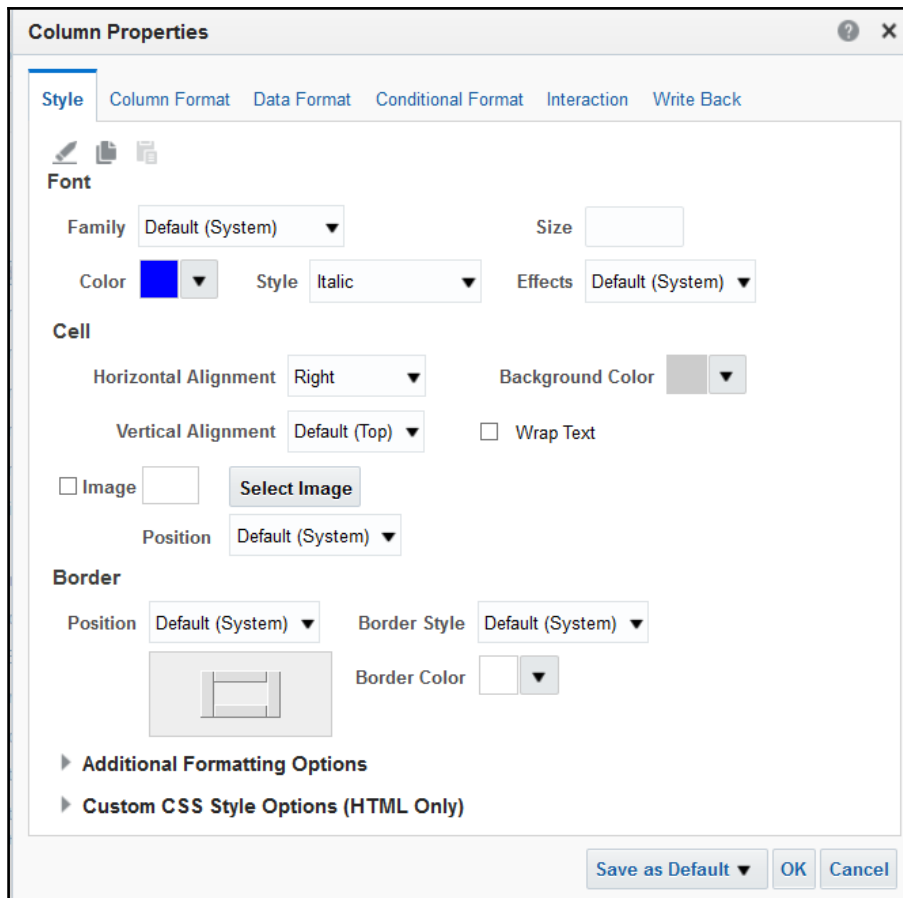 Column Properties
Style Column Format Data Format Conditional Format Interaction Write Back
Font
Family Default (System) Size
Color Style Italic Effects Default (System)
Cell
Horizontal Alignment Right Background Color
Vertical Alignment Default (Top) Wrap Text
Image Select Image
Position Default (System)
Border
Position Default (System) Border Style Default (System)
Border Color
Additional Formatting Options
Custom CSS Style Options (HTML Only)
Save as Default OK Cancel